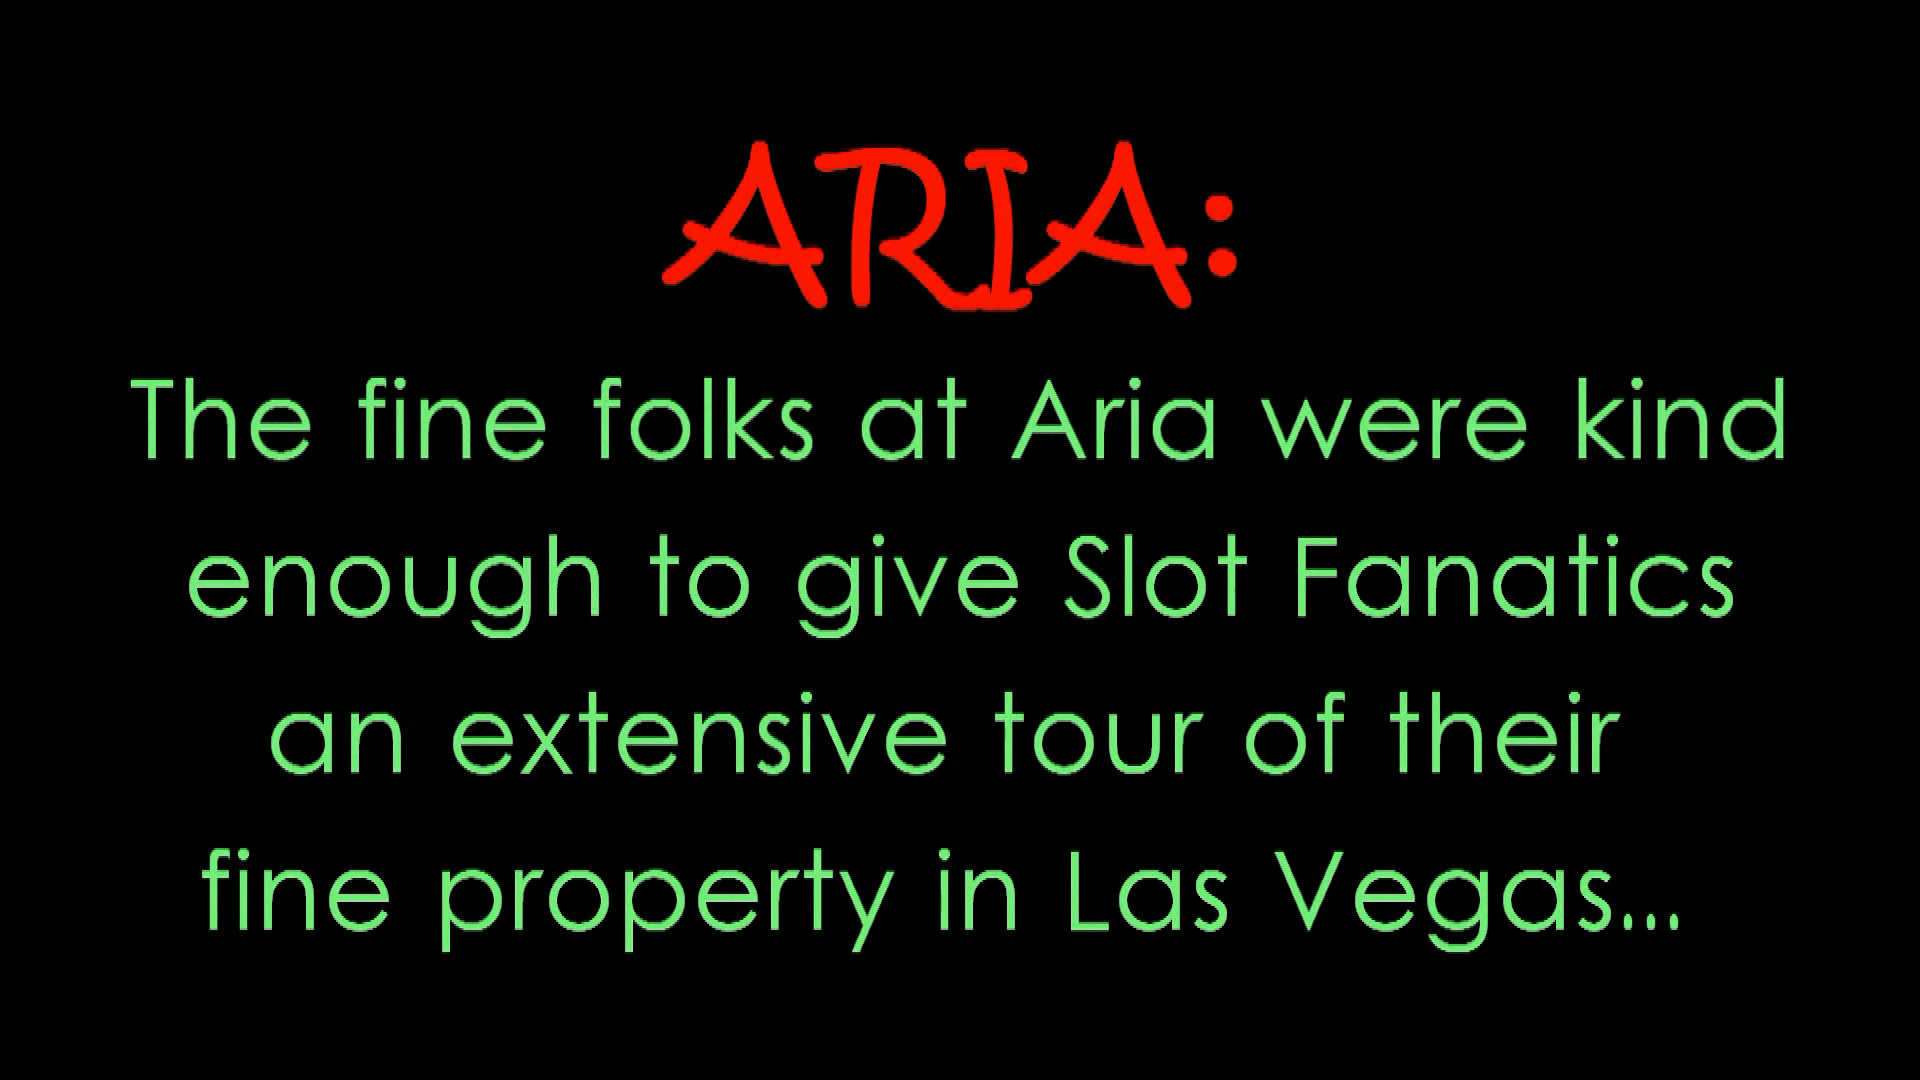 ARIA:
The fine folks at Aria were kind
enough to give Slot Fanatics
an extensive tour of their
fine property in Las Vegas...